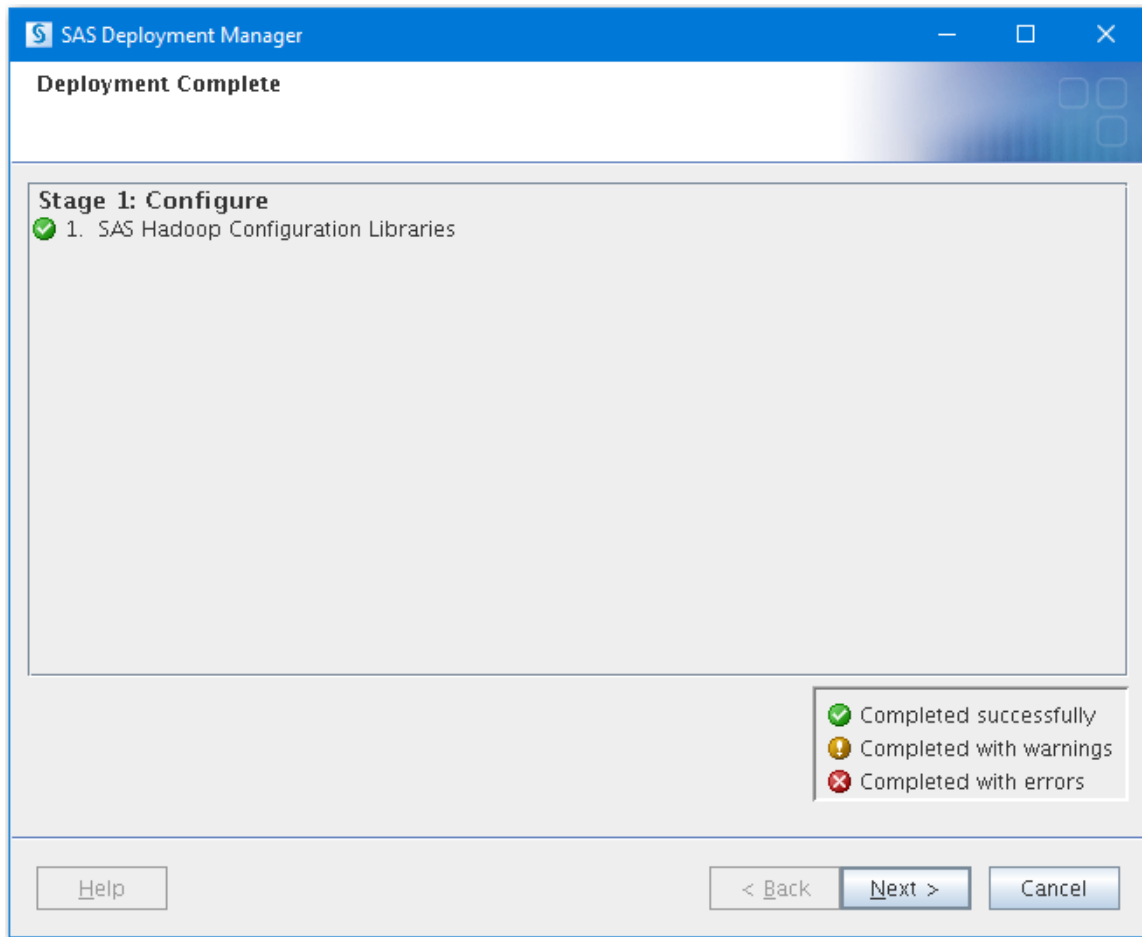 SAS Deployment Manager
Deployment Complete
Stage 1: Configure
1. SAS Hadoop Configuration Libraries
Completed successfully
Completed with warnings
Completed with errors
Help
< Back
Next >
Cancel